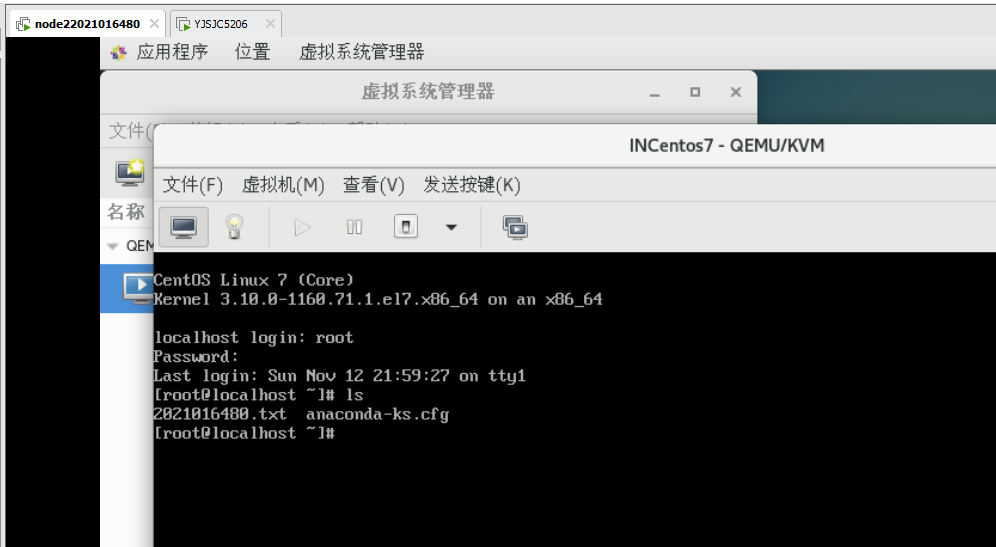 node22021016480
YJSJC5206
应用程序 位置 虚拟系统管理器
虚拟系统管理器
文件(
INCentos7 - QEMU/KVM
文件(F) 虚拟机(M) 查看(V) 发送按键(K)
名称
QEM
CentOS Linux 7 (Core)
Kernel 3.10.0-1160.71.1.el7.x86_64 on an x86_64
localhost login: root
Password:
Last login: Sun Nov 12 21:59:27 on tty1
[root@localhost ~]# ls
2021016480.txt anaconda-ks.cfg
[root@localhost ~]#